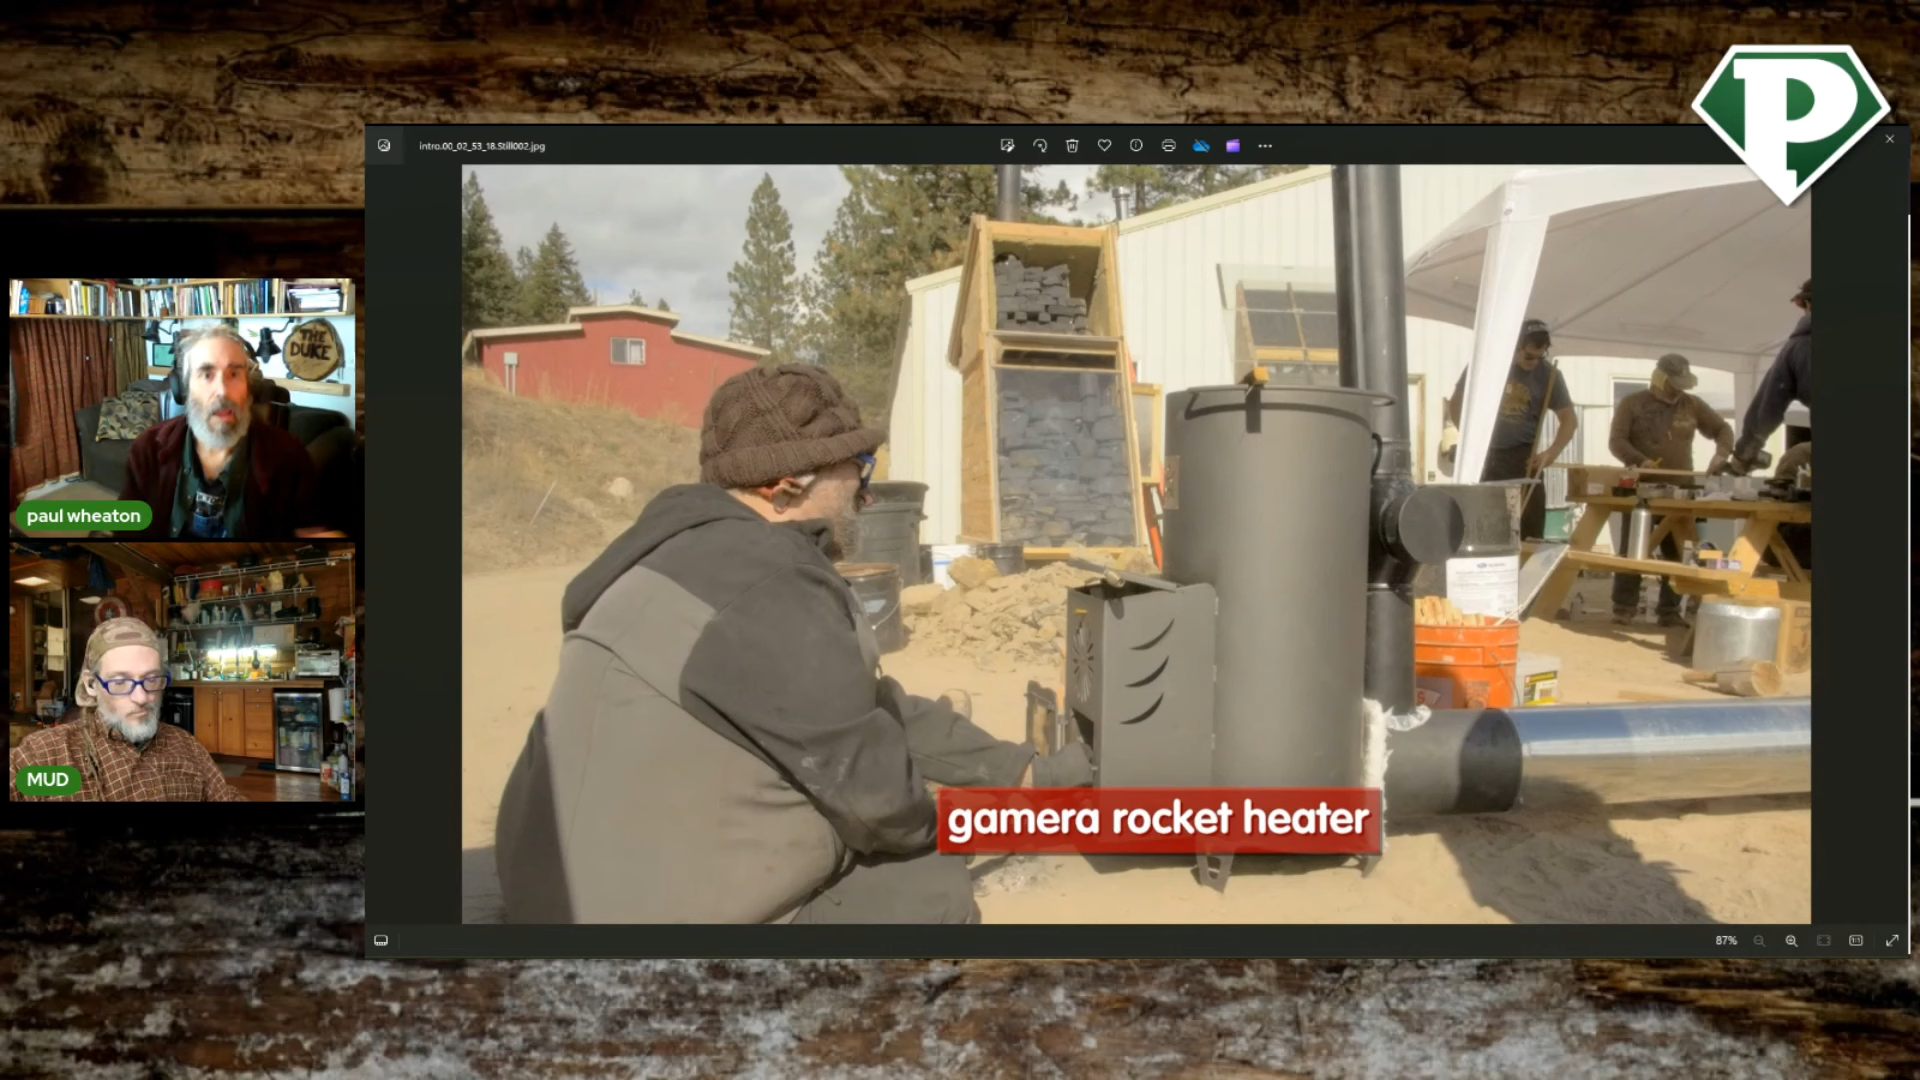 P
intro.00_02_53_18.Still002.jpg
THE
DUKE
paul wheaton
MUD
gamera rocket heater
87%